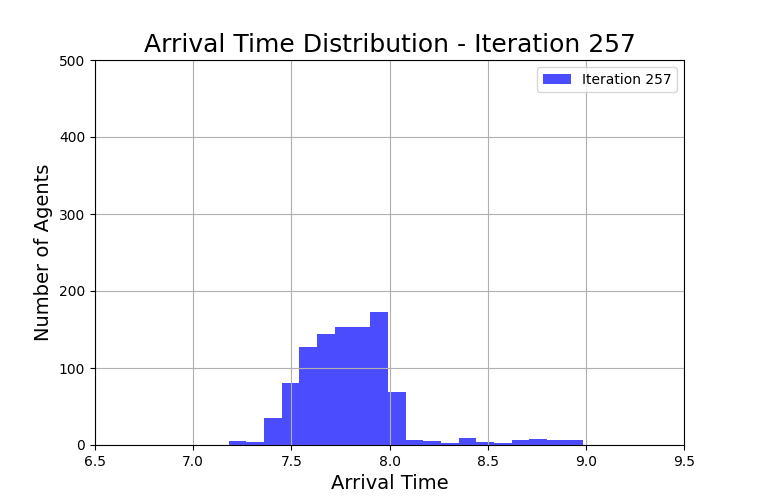 Arrival Time Distribution - Iteration 257
Iteration 257
Number of Agents
500
400
300
200
100
0
6.5 7.0 7.5 8.0 8.5 9.0 9.5
Arrival Time